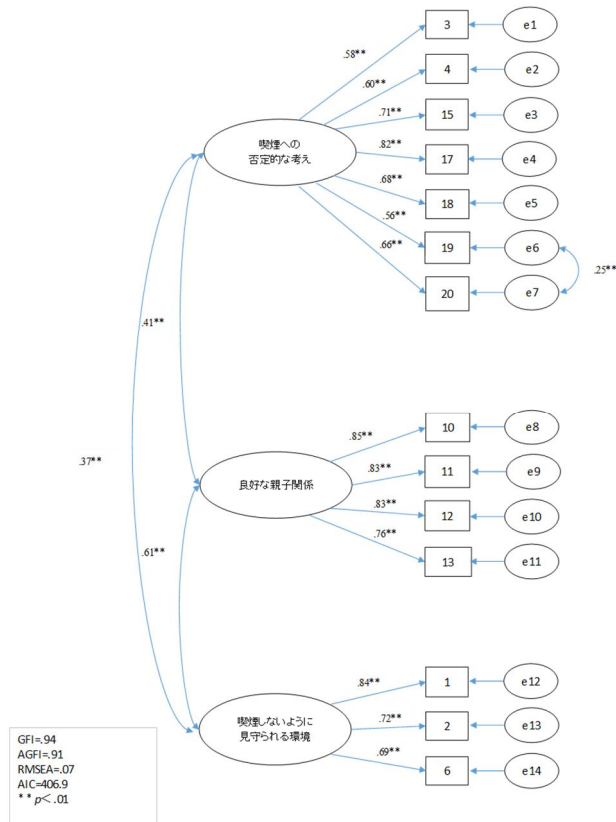 3
e1
.58**
4
e2
.60**
15
e3
.71**
喫煙への
否定的な考え
.82**
17
e4
.68**
18
e5
.56**
19
e6
.66**
20
e7
.25**
.41**
.37**
.61**
10
e8
.85**
良好な親子関係
.83**
11
e9
.83**
12
e10
.76**
13
e11
喫煙しないように
見守られる環境
.84**
1
e12
.72**
2
e13
.69**
6
e14
GFI=.94
AGFI=.91
RMSEA=.07
AIC=406.9
** p< .01